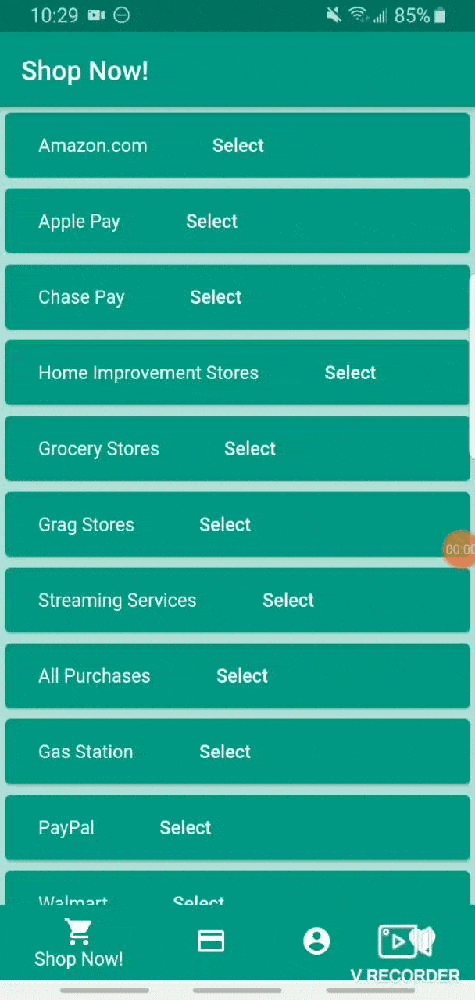 10:29 85%
Shop Now!
Amazon.com Select
Apple Pay Select
Chase Pay Select
Home Improvement Stores Select
Grocery Stores Select
Grag Stores Select
00:00
Streaming Services Select
All Purchases Select
Gas Station Select
PayPal Select
Walmart Select
Shop Now!
V.RECORDER